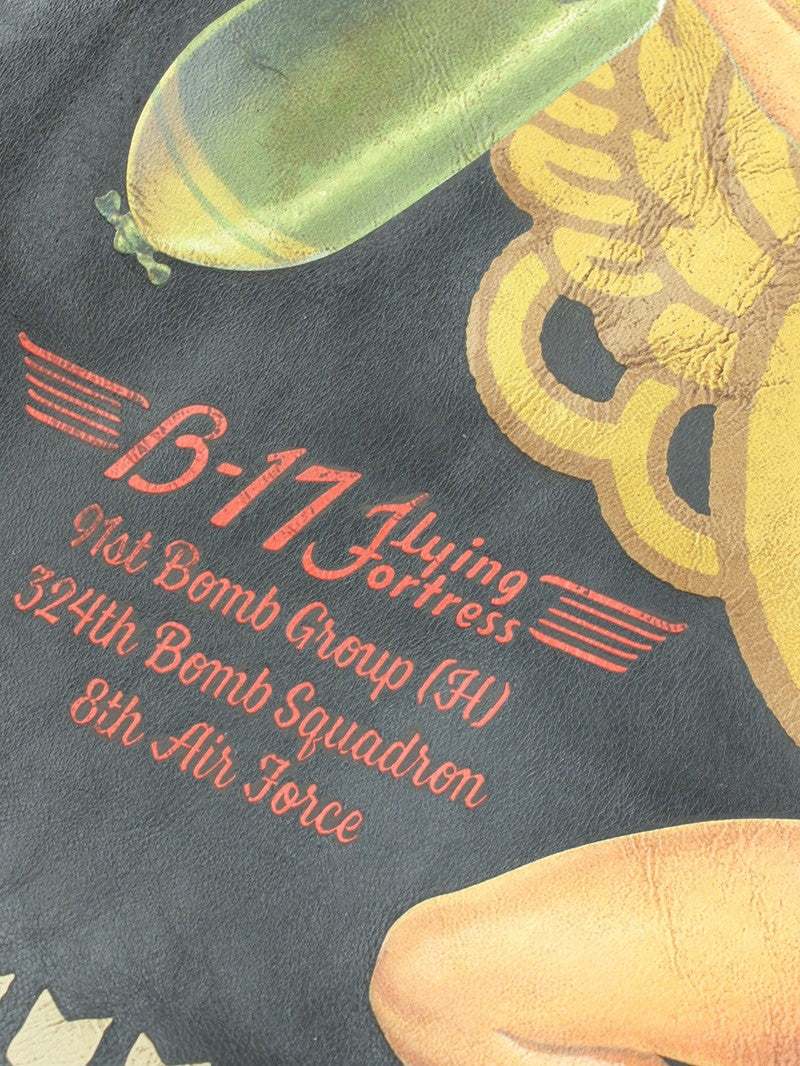 B-17 Flying Fortress
91st Bomb Group (H)
324th Bomb Squadron
8th Air Force